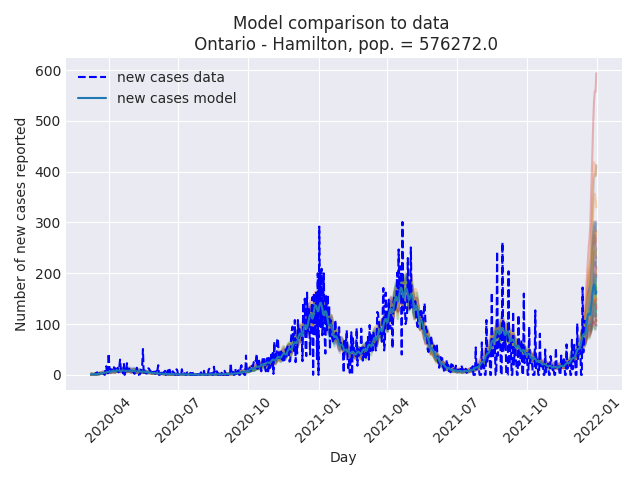 Model comparison to data
Ontario - Hamilton, pop. = 576272.0
new cases data
new cases model
Number of new cases reported
600
500
400
300
200
100
0
2020-04
2020-07
2020-10
2021-01
2021-04
2021-07
2021-10
2022-01
Day